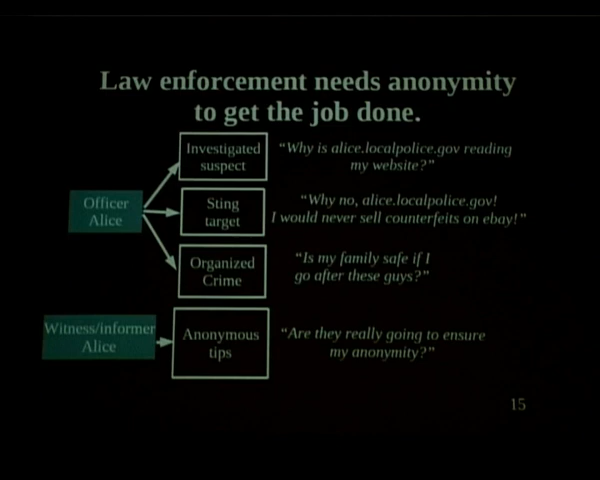 Law enforcement needs anonymity
to get the job done.
Investigated
suspect
"Why is alice.localpolice.gov reading
my website?"
Officer
Alice
Sting
target
"Why no, alice.localpolice.gov!
I would never sell counterfeits on ebay!"
Organized
Crime
"Is my family safe if I
go after these guys?"
Witness/informer
Alice
Anonymous
tips
"Are they really going to ensure
my anonymity?"
15